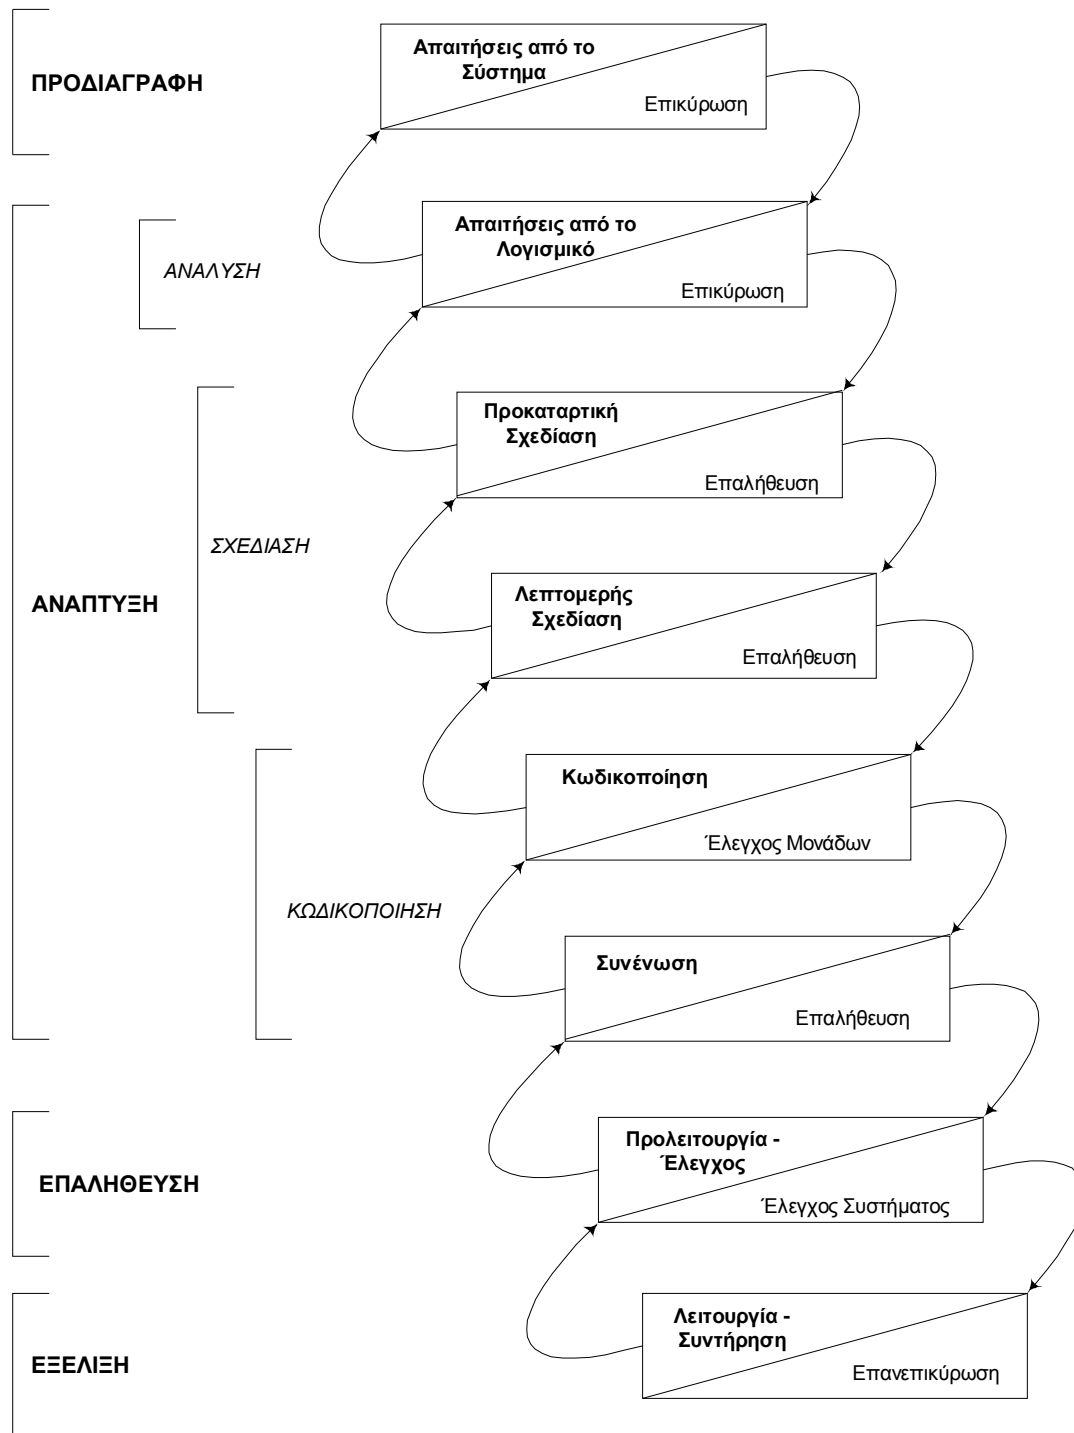 Απαιτήσεις από το
Σύστημα
ΠΡΟΔΙΑΓΡΑΦΗ
Επικύρωση
Απαιτήσεις από το
Λογισμικό
ΑΝΑΛΥΣΗ
Επικύρωση
Προκαταρτική
Σχεδίαση
Επαλήθευση
ΣΧΕΔΙΑΣΗ
Λεπτομερής
Σχεδίαση
ΑΝΑΠΤΥΞΗ
Επαλήθευση
Κωδικοποίηση
Έλεγχος Μονάδων
ΚΩΔΙΚΟΠΟΙΗΣΗ
Συνένωση
Επαλήθευση
Προλειτουργία -
Έλεγχος
ΕΠΑΛΗΘΕΥΣΗ
Έλεγχος Συστήματος
Λειτουργία -
Συντήρηση
ΕΞΕΛΙΞΗ
Επανεπικύρωση